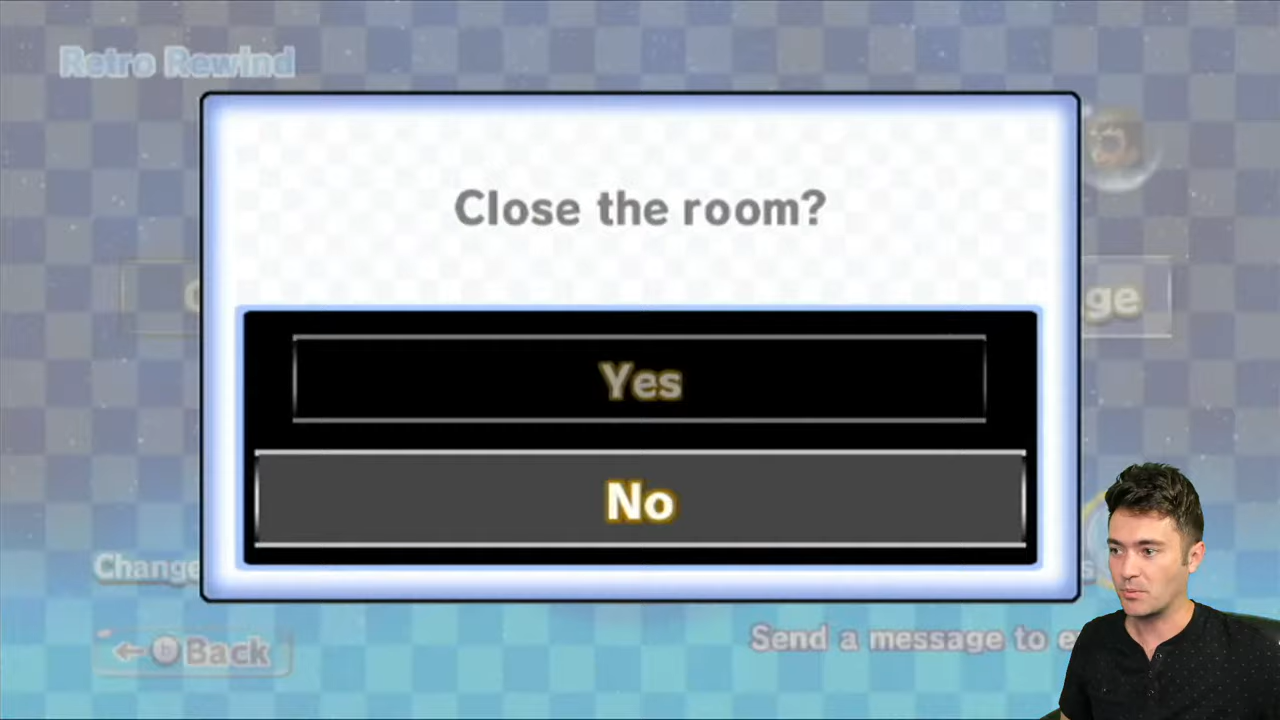 Retro Rewind
Close the room?
ge
Yes
No
Change
Back
Send a message to e